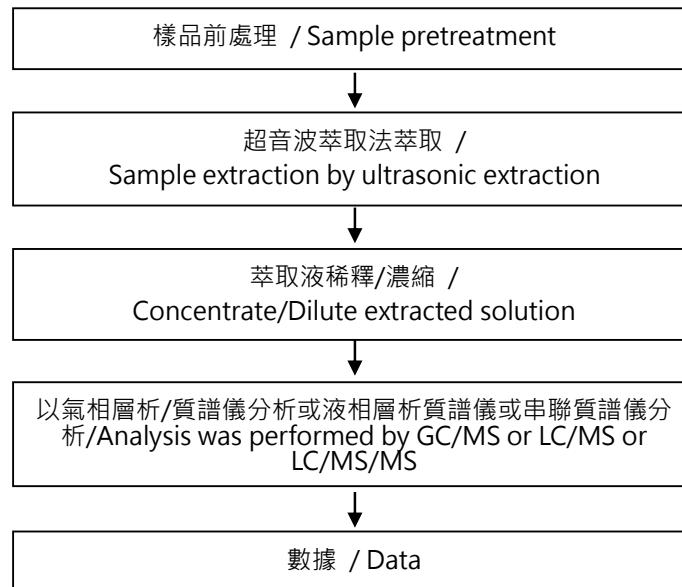 樣品前處理 / Sample pretreatment
超音波萃取法萃取 /
Sample extraction by ultrasonic extraction
萃取液稀釋/濃縮 /
Concentrate/Dilute extracted solution
以氣相層析/質譜儀分析或液相層析質譜儀或串聯質譜儀分
析/Analysis was performed by GC/MS or LC/MS or
LC/MS/MS
數據 / Data